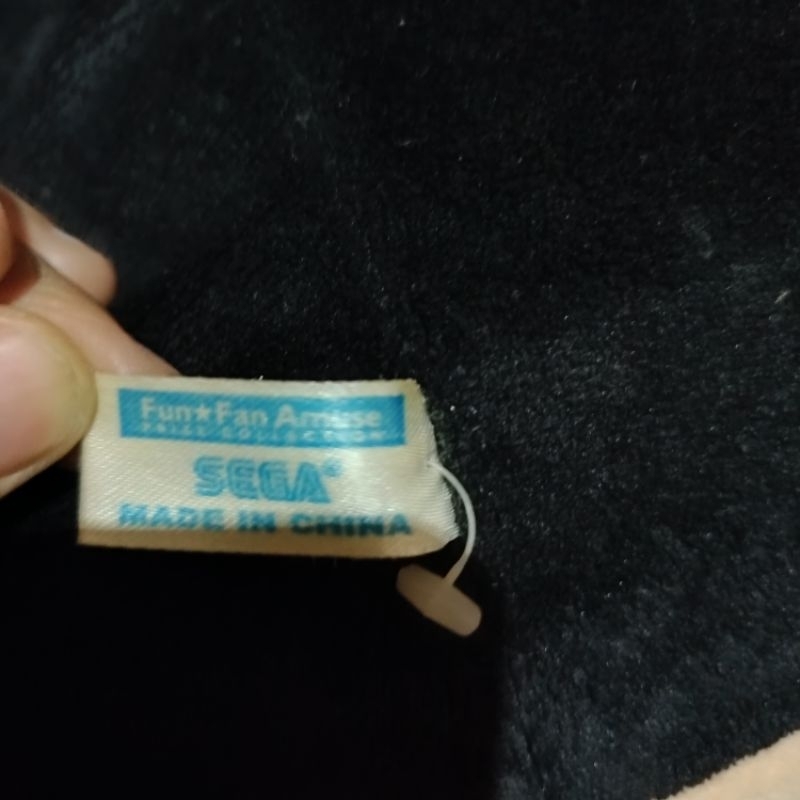 Fun★Fan Amuse
PRIZE COLLECTION
SEGA®
MADE IN CHINA